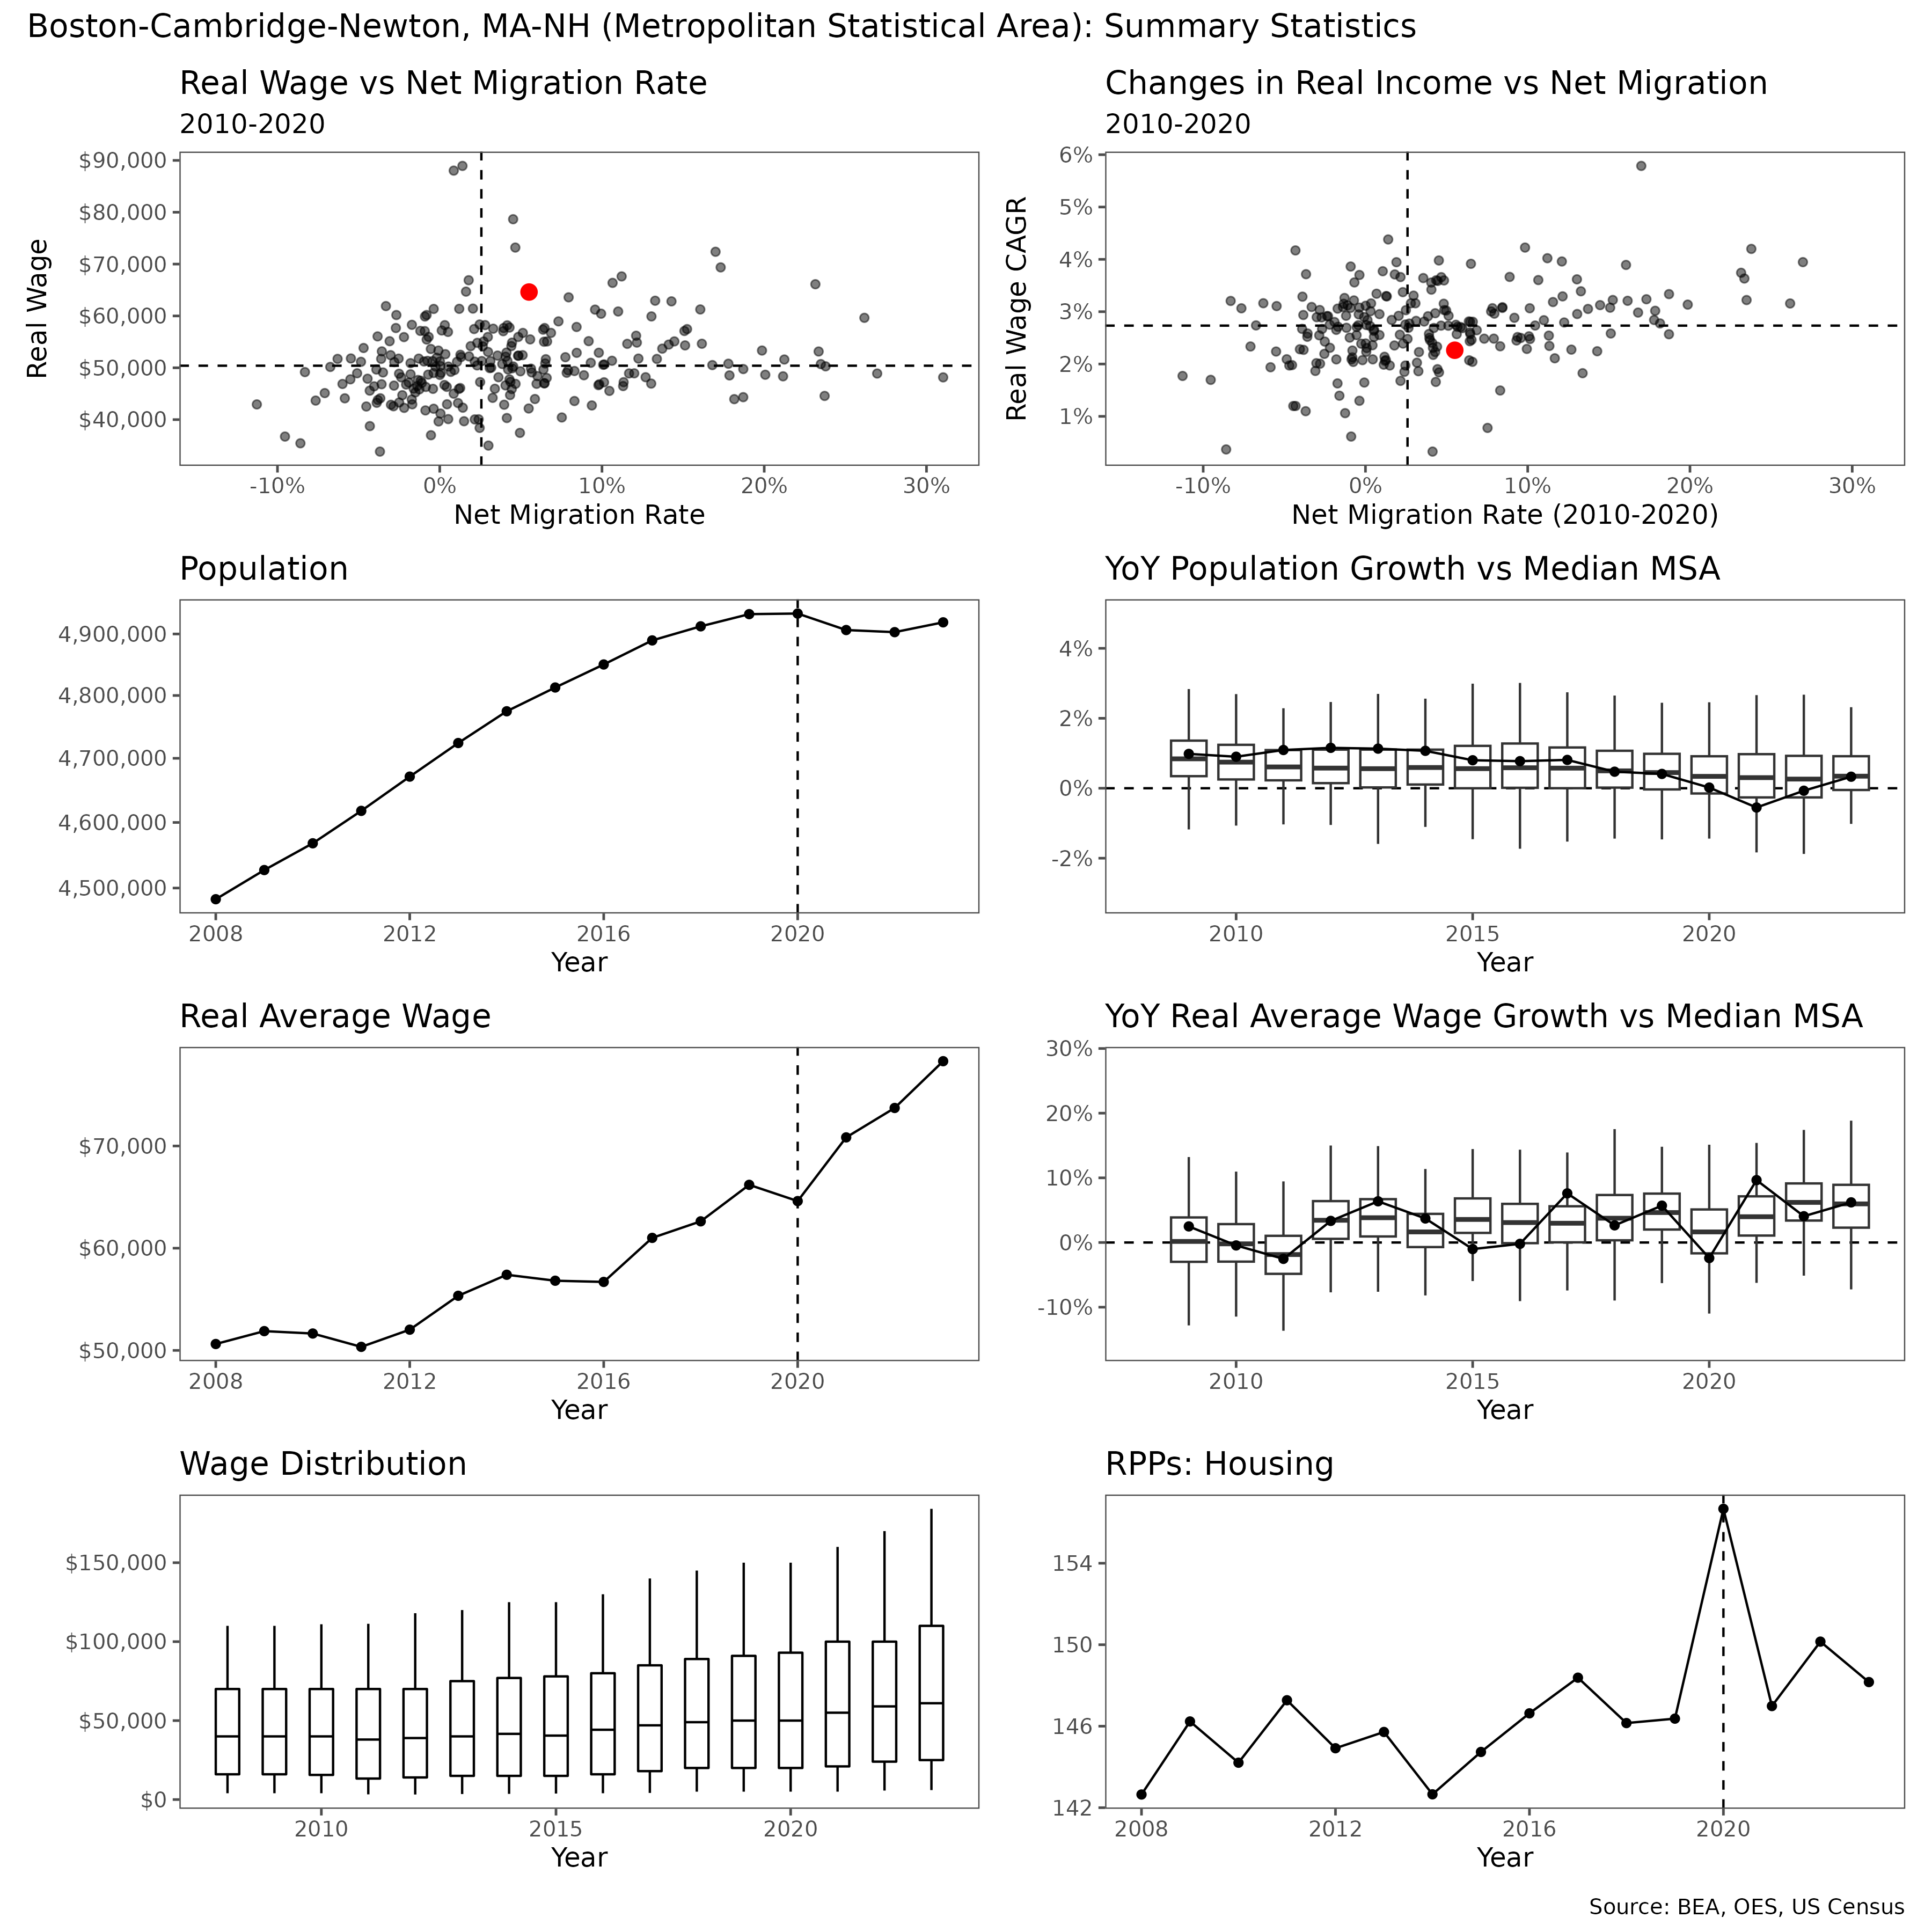 Boston-Cambridge-Newton, MA-NH (Metropolitan Statistical Area): Summary Statistics
Real Wage vs Net Migration Rate
2010-2020
$90,000
$80,000
$70,000
$60,000
$50,000
$40,000
Real Wage
-10% 0% 10% 20% 30%
Net Migration Rate
Changes in Real Income vs Net Migration
2010-2020
6%
5%
4%
3%
2%
1%
Real Wage CAGR
-10% 0% 10% 20% 30%
Net Migration Rate (2010-2020)
Population
4,900,000
4,800,000
4,700,000
4,600,000
4,500,000
2008 2012 2016 2020
Year
YoY Population Growth vs Median MSA
4%
2%
0%
-2%
2010 2015 2020
Year
Real Average Wage
$70,000
$60,000
$50,000
2008 2012 2016 2020
Year
YoY Real Average Wage Growth vs Median MSA
30%
20%
10%
0%
-10%
2010 2015 2020
Year
Wage Distribution
$150,000
$100,000
$50,000
$0
2010 2015 2020
Year
RPPs: Housing
154
150
146
142
2008 2012 2016 2020
Year
Source: BEA, OES, US Census